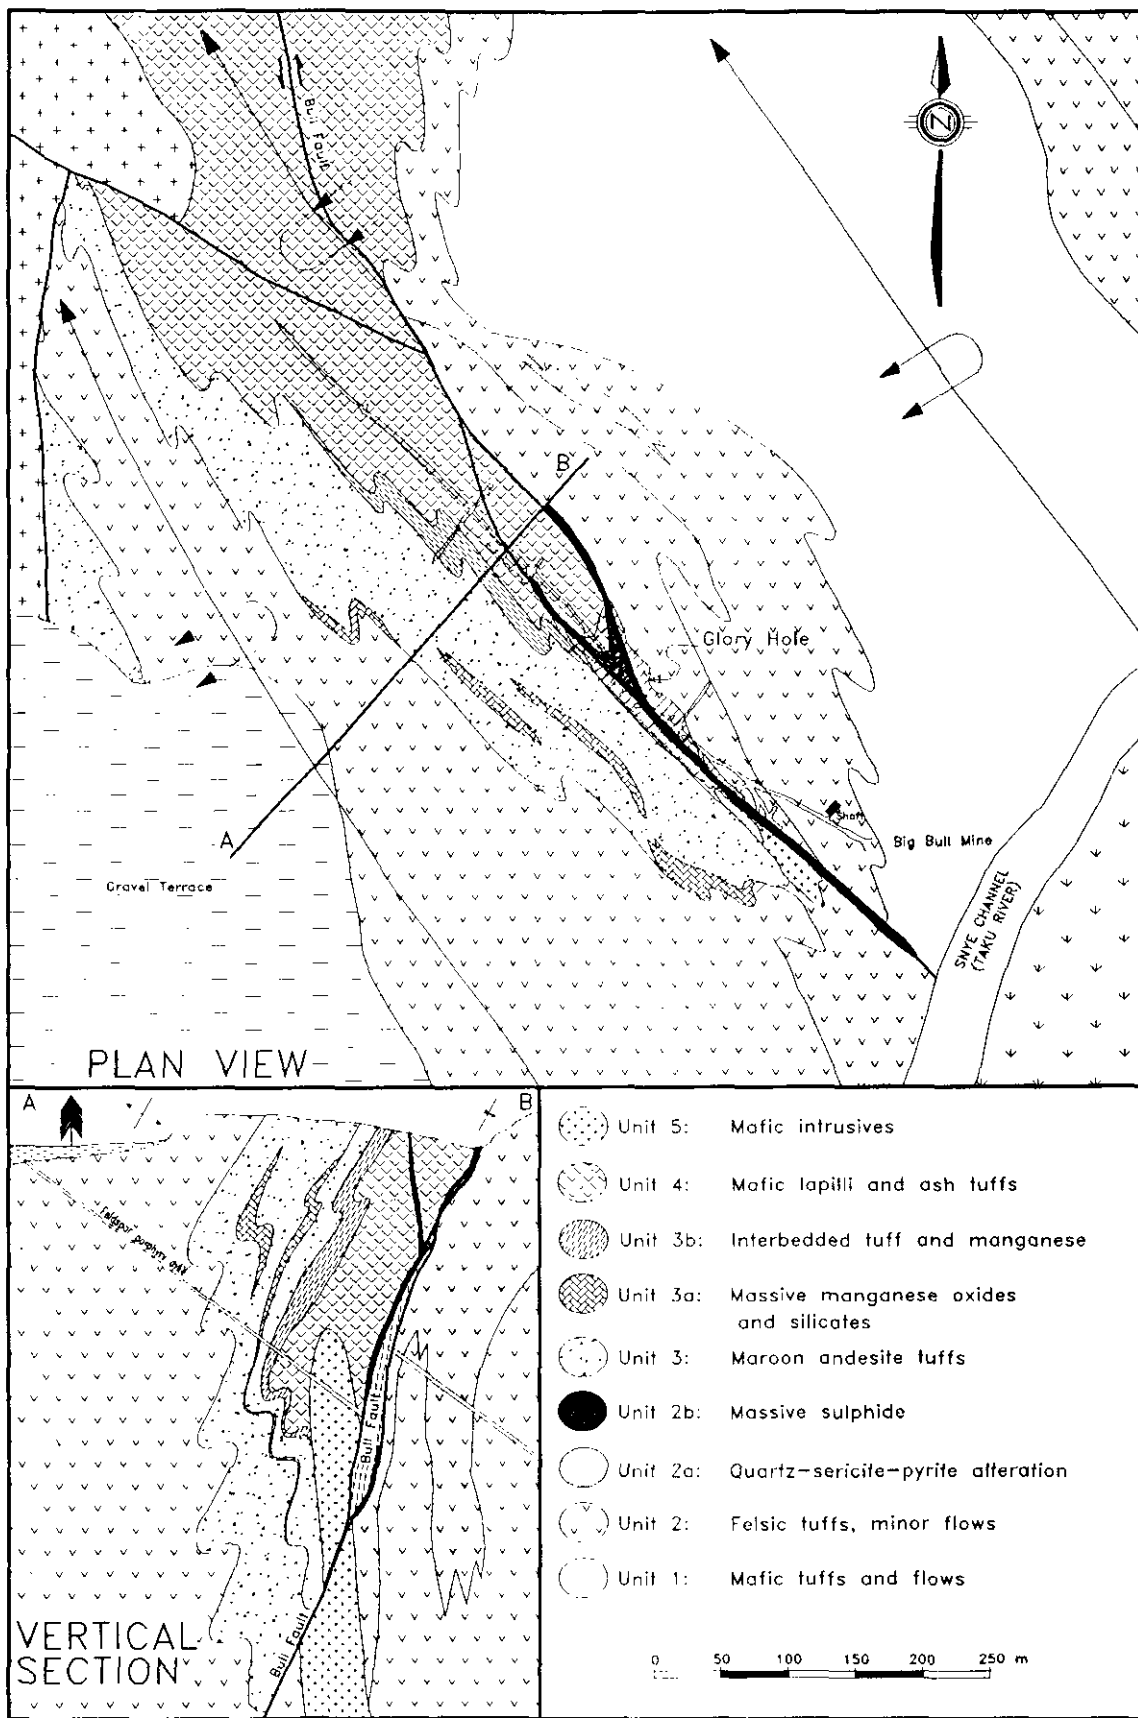 Bull Fault
N
B
Glory Hole
Shaft
Big Bull Mine
A
Gravel Terrace
SNYE CHANNEL
(TAKU RIVER)
PLAN VIEW
A
B
Feldspar porphyry dyke
Bull Fault
Bull Fault
VERTICAL
SECTION
Unit 5: Mafic intrusives
Unit 4: Mafic lapilli and ash tuffs
Unit 3b: Interbedded tuff and manganese
Unit 3a: Massive manganese oxides
and silicates
Unit 3: Maroon andesite tuffs
Unit 2b: Massive sulphide
Unit 2a: Quartz-sericite-pyrite alteration
Unit 2: Felsic tuffs, minor flows
Unit 1: Mafic tuffs and flows
0 50 100 150 200 250 m